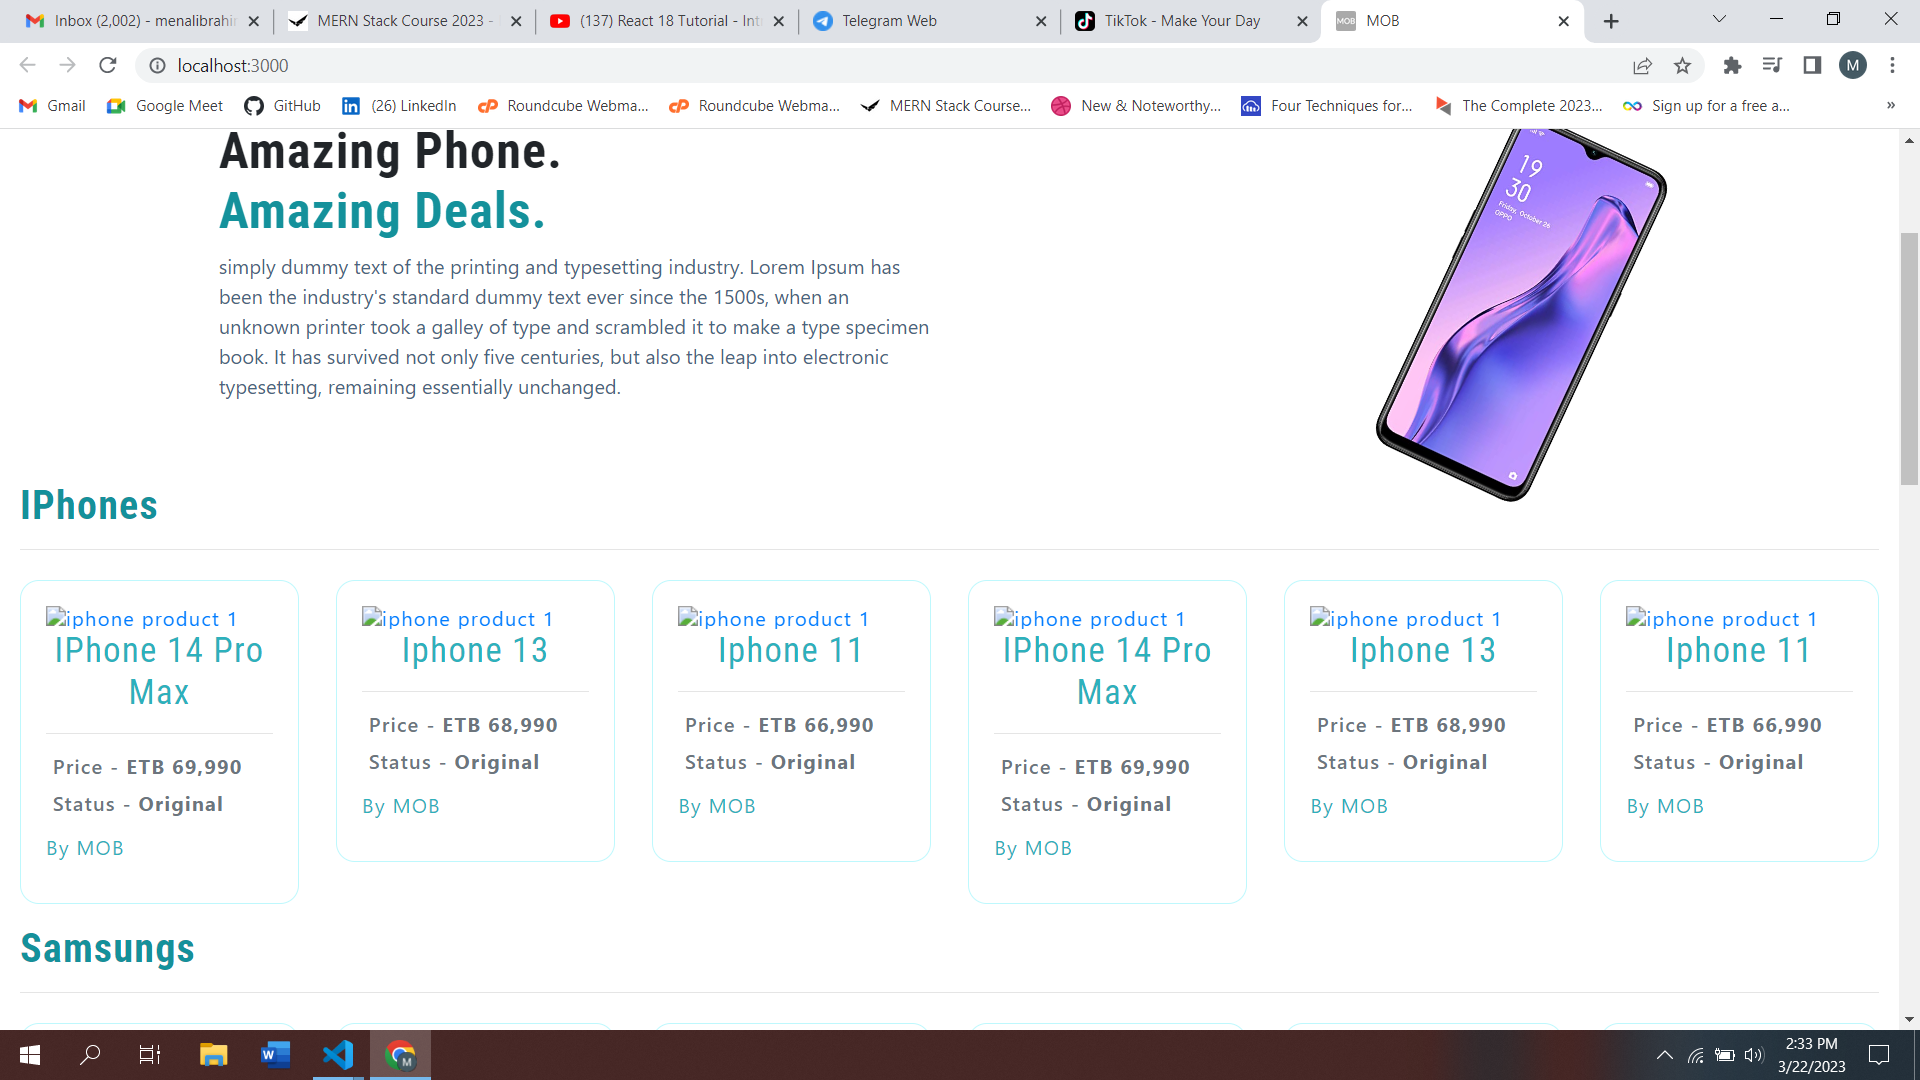 Inbox (2,002) - menalibrahi
MERN Stack Course 2023 -
(137) React 18 Tutorial - Int
Telegram Web
TikTok - Make Your Day
MOB MOB
localhost:3000
M
Gmail
Google Meet
GitHub
(26) LinkedIn
Roundcube Webma...
Roundcube Webma...
MERN Stack Course...
New & Noteworthy...
Four Techniques for...
The Complete 2023...
Sign up for a free a...
»
Amazing Phone.
Amazing Deals.
simply dummy text of the printing and typesetting industry. Lorem Ipsum has
been the industry's standard dummy text ever since the 1500s, when an
unknown printer took a galley of type and scrambled it to make a type specimen
book. It has survived not only five centuries, but also the leap into electronic
typesetting, remaining essentially unchanged.
19
30
Friday, October 26
OPPO
IPhones
iphone product 1
IPhone 14 Pro
Max
Price - ETB 69,990
Status - Original
By MOB
iphone product 1
Iphone 13
Price - ETB 68,990
Status - Original
By MOB
iphone product 1
Iphone 11
Price - ETB 66,990
Status - Original
By MOB
iphone product 1
IPhone 14 Pro
Max
Price - ETB 69,990
Status - Original
By MOB
iphone product 1
Iphone 13
Price - ETB 68,990
Status - Original
By MOB
iphone product 1
Iphone 11
Price - ETB 66,990
Status - Original
By MOB
Samsungs
W
M
2:33 PM
3/22/2023